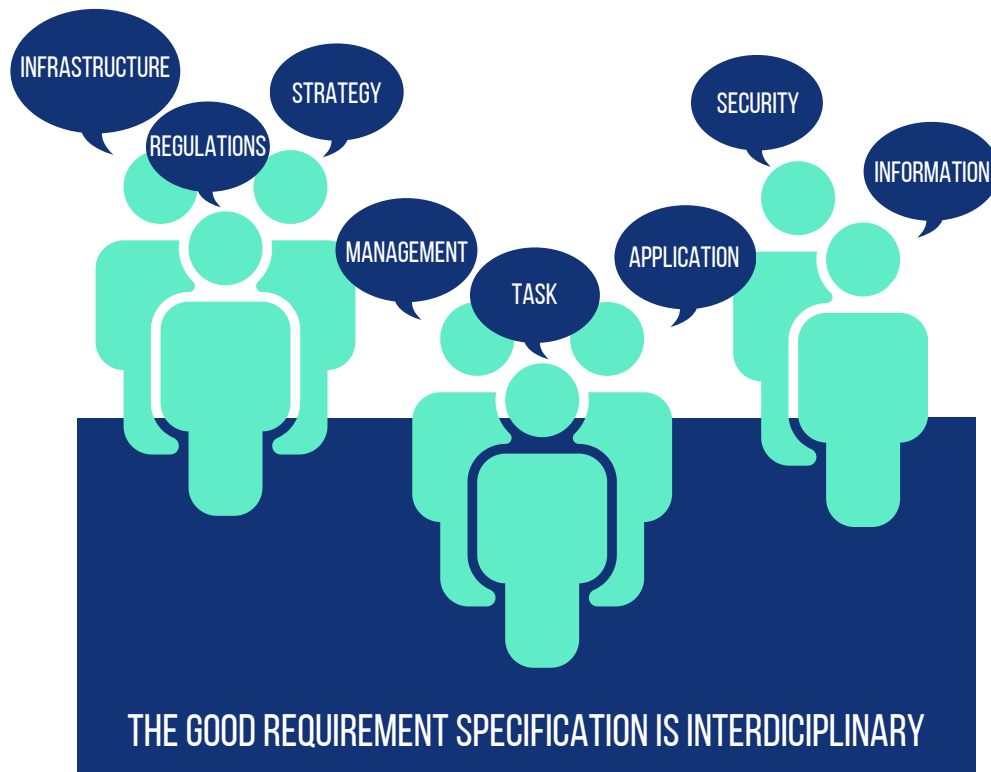 INFRASTRUCTURE
STRATEGY
REGULATIONS
SECURITY
INFORMATION
MANAGEMENT
TASK
APPLICATION
THE GOOD REQUIREMENT SPECIFICATION IS INTERDICIPLINARY